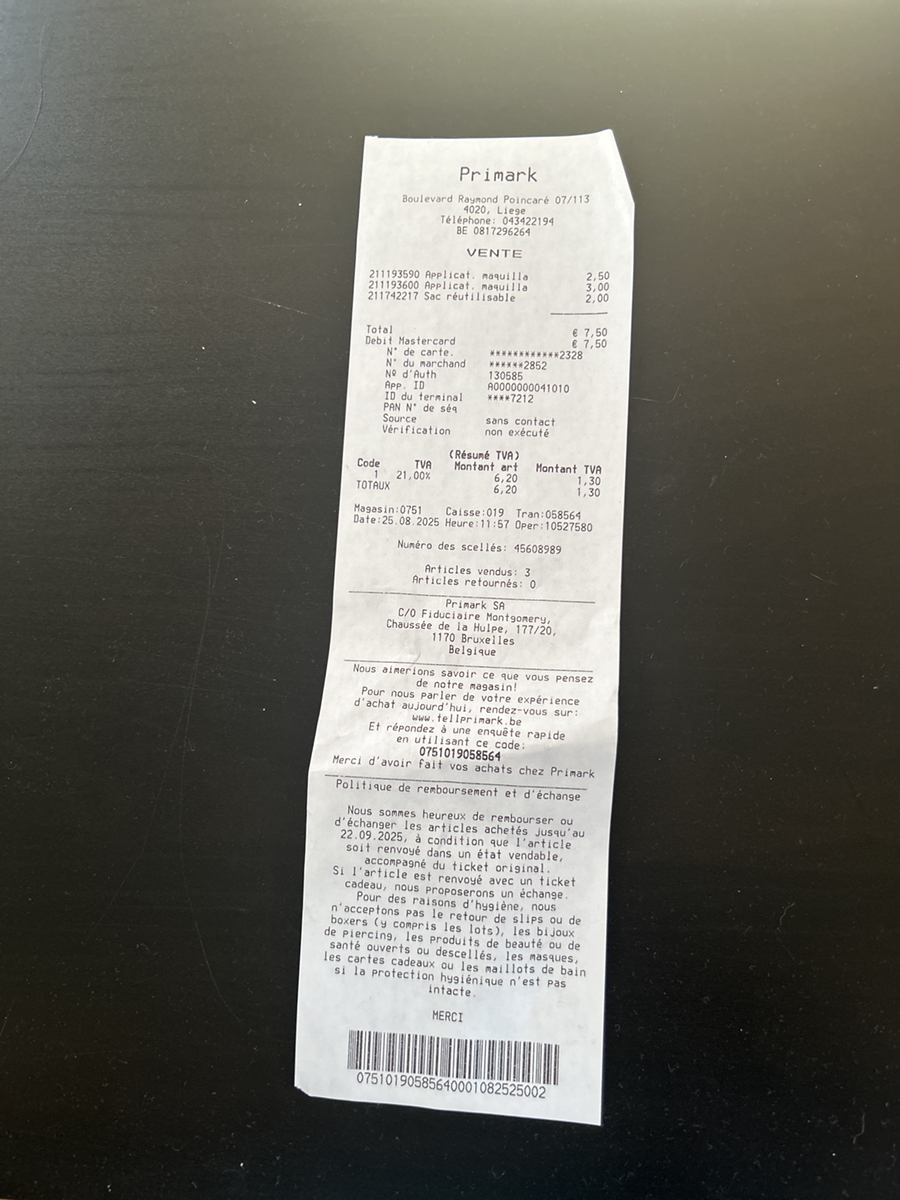 Primark
Boulevard Raymond Poincaré 07/113
4020, Liege
Téléphone: 043422194
BE 0817296264
VENTE
211193590 Applicat. maquilla 2,50
211193600 Applicat. maquilla 3,00
211742217 Sac réutilisable 2,00
Total € 7,50
Debit Mastercard € 7,50
N° de carte. ************2328
N° du marchand ******2852
Nº d'Auth 130585
App. ID A0000000041010
ID du terminal ****7212
PAN N° de séq
Source sans contact
Vérification non exécuté
(Résumé TVA)
Code TVA Montant art Montant TVA
1 21,00% 6,20 1,30
TOTAUX 6,20 1,30
Magasin:0751 Caisse:019 Tran:058564
Date:25.08.2025 Heure:11:57 Oper:10527580
Numéro des scellés: 45608989
Articles vendus: 3
Articles retournés: 0
Primark SA
C/O Fiduciaire Montgomery,
Chaussée de la Hulpe, 177/20,
1170 Bruxelles
Belgique
Nous aimerions savoir ce que vous pensez
de notre magasin!
Pour nous parler de votre expérience
d'achat aujourd'hui, rendez-vous sur:
www.tellprimark.be
Et répondez à une enquête rapide
en utilisant ce code:
0751019058564
Merci d'avoir fait vos achats chez Primark
Politique de remboursement et d'échange
Nous sommes heureux de rembourser ou
d'échanger les articles achetés jusqu'au
22.09.2025, à condition que l'article
soit renvoyé dans un état vendable,
accompagné du ticket original.
Si l'article est renvoyé avec un ticket
cadeau, nous proposerons un échange.
Pour des raisons d'hygiène, nous
n'acceptons pas le retour de slips ou de
boxers (y compris les lots), les bijoux
de piercing, les produits de beauté ou de
santé ouverts ou descellés, les masques,
les cartes cadeaux ou les maillots de bain
si la protection hygiénique n'est pas
intacte.
MERCI
07510190585640001082525002